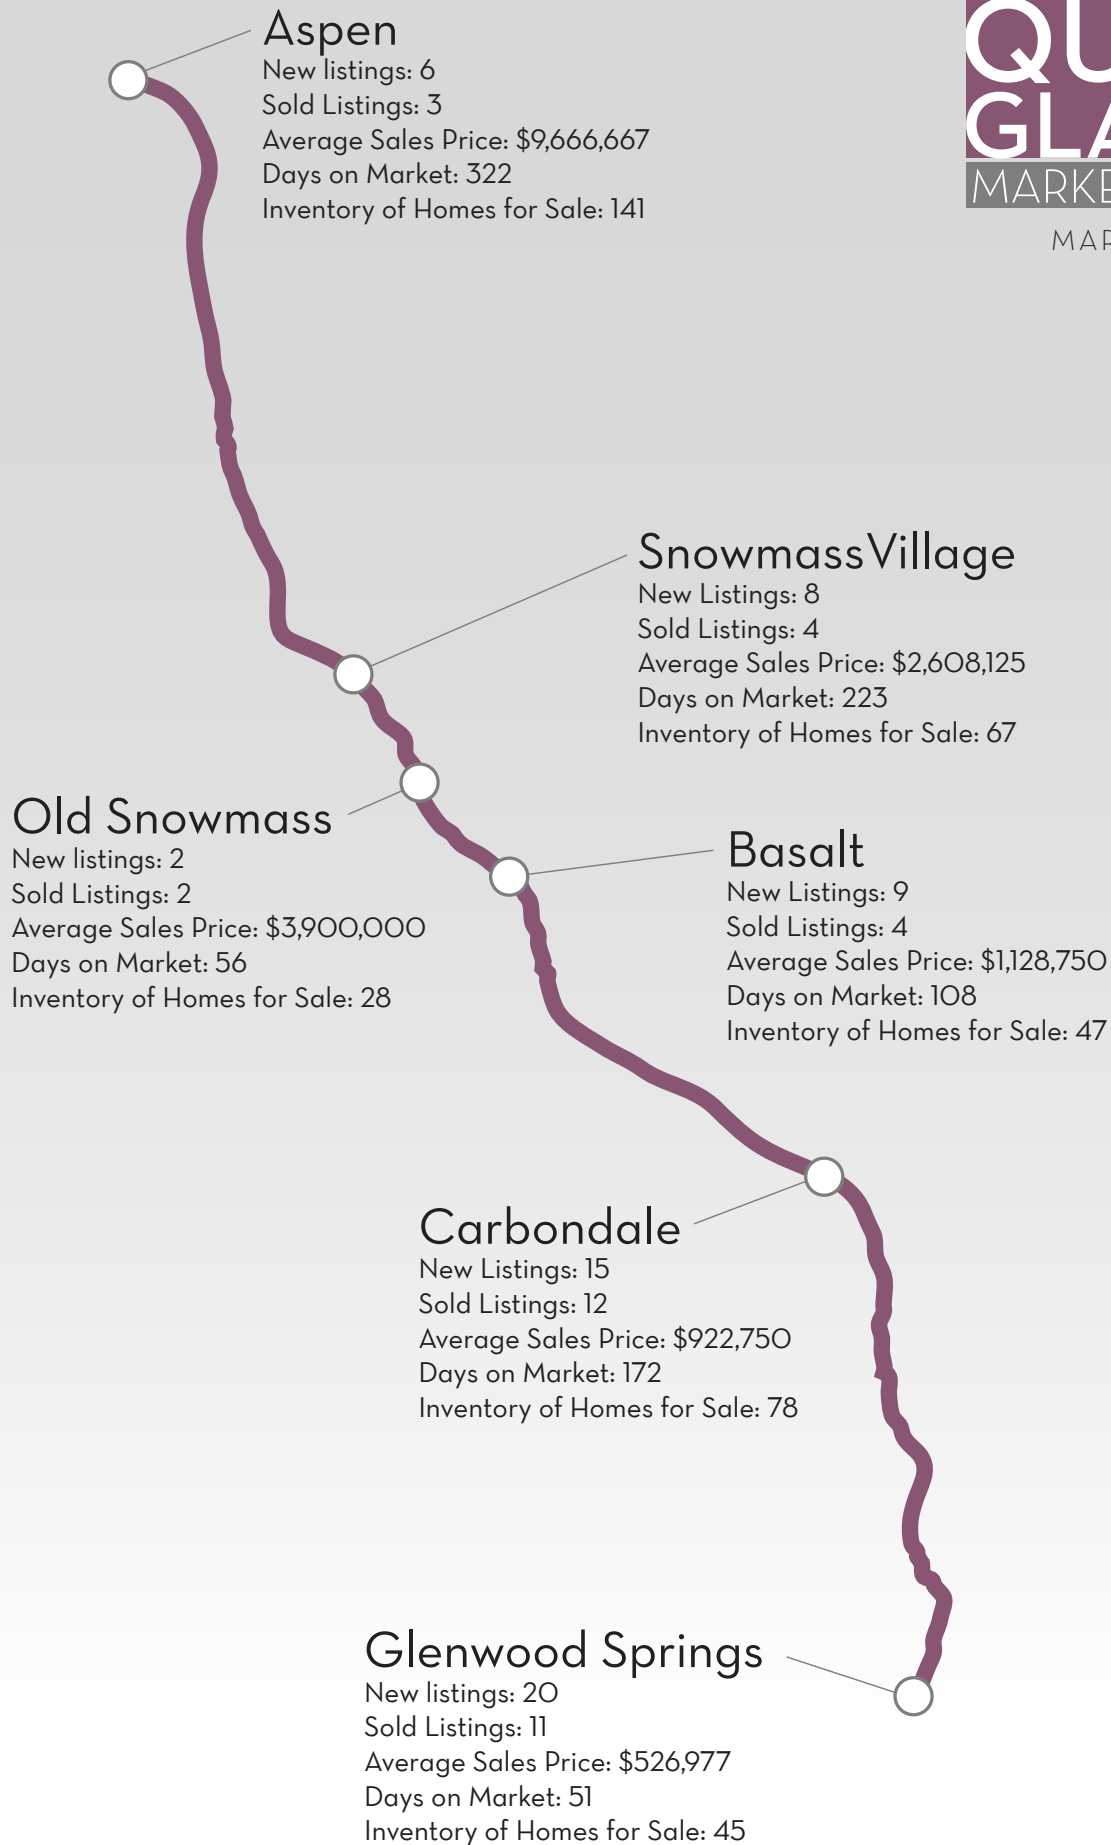 Aspen
New listings: 6
Sold Listings: 3
Average Sales Price: $9,666,667
Days on Market: 322
Inventory of Homes for Sale: 141
Snowmass Village
New Listings: 8
Sold Listings: 4
Average Sales Price: $2,608,125
Days on Market: 223
Inventory of Homes for Sale: 67
Old Snowmass
New listings: 2
Sold Listings: 2
Average Sales Price: $3,900,000
Days on Market: 56
Inventory of Homes for Sale: 28
Basalt
New Listings: 9
Sold Listings: 4
Average Sales Price: $1,128,750
Days on Market: 108
Inventory of Homes for Sale: 47
Carbondale
New Listings: 15
Sold Listings: 12
Average Sales Price: $922,750
Days on Market: 172
Inventory of Homes for Sale: 78
Glenwood Springs
New listings: 20
Sold Listings: 11
Average Sales Price: $526,977
Days on Market: 51
Inventory of Homes for Sale: 45